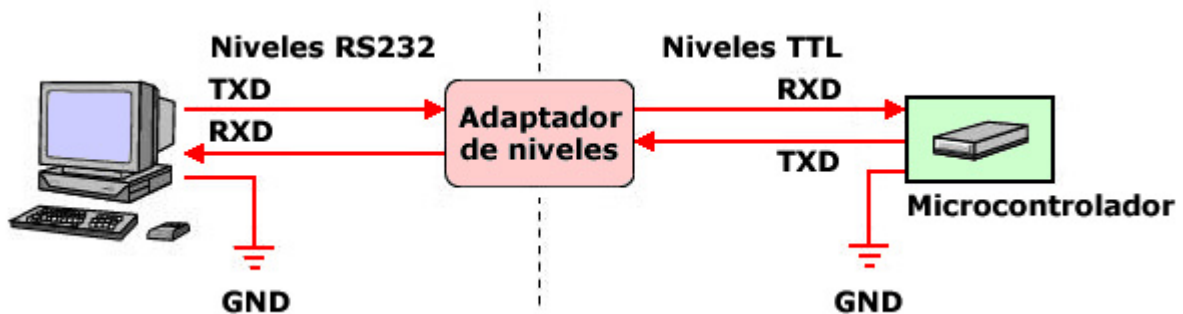 Niveles RS232
TXD
RXD
GND
Adaptador
de niveles
Niveles TTL
RXD
TXD
Microcontrolador
GND